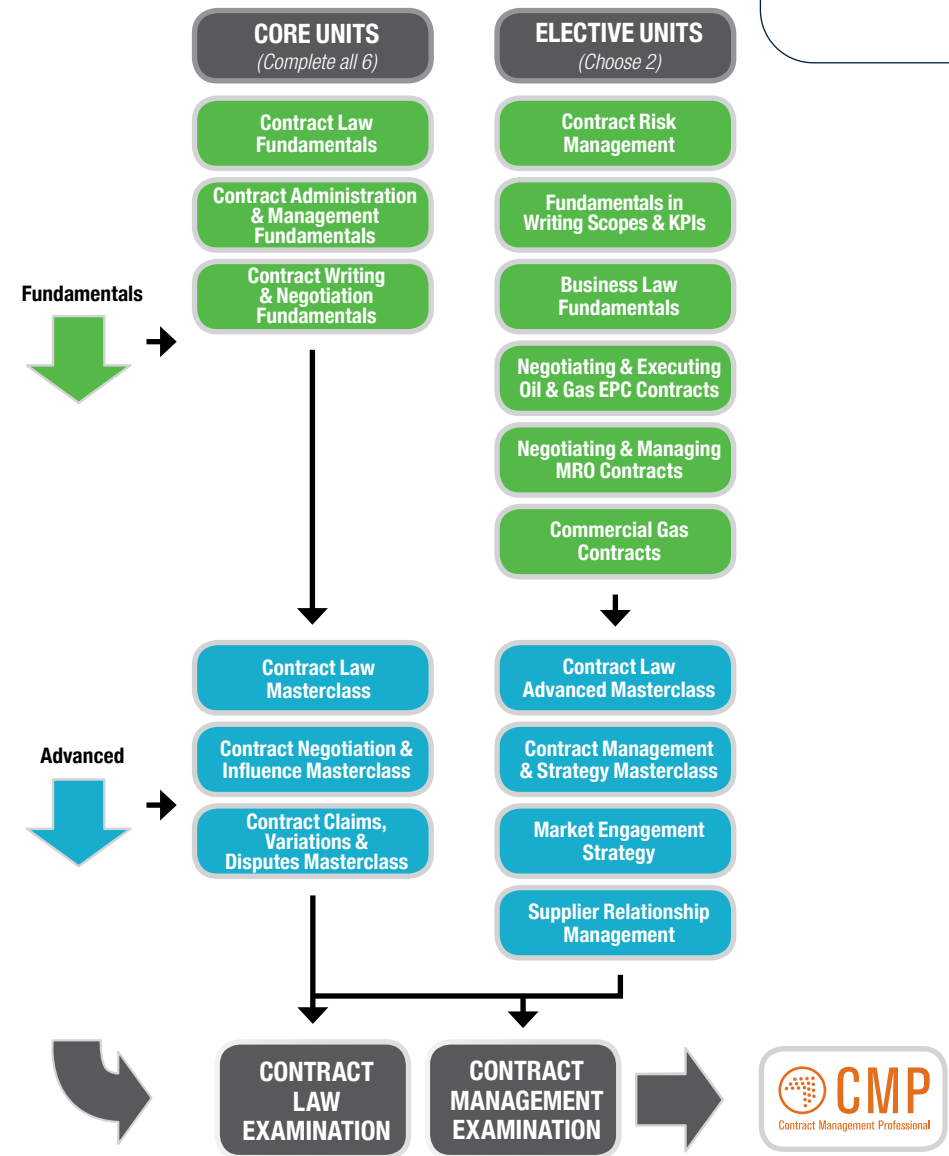 CORE UNITS
(Complete all 6)
Contract Law
Fundamentals
Contract Administration
& Management
Fundamentals
Contract Writing
& Negotiation
Fundamentals
ELECTIVE UNITS
(Choose 2)
Contract Risk
Management
Fundamentals in
Writing Scopes & KPIs
Business Law
Fundamentals
Negotiating & Executing
Oil & Gas EPC Contracts
Negotiating & Managing
MRO Contracts
Commercial Gas
Contracts
Fundamentals
Advanced
Contract Law
Masterclass
Contract Negotiation &
Influence Masterclass
Contract Claims,
Variations &
Disputes Masterclass
Contract Law
Advanced Masterclass
Contract Management
& Strategy Masterclass
Market Engagement
Strategy
Supplier Relationship
Management
CONTRACT
LAW
EXAMINATION
CONTRACT
MANAGEMENT
EXAMINATION
CMP
Contract Management Professional